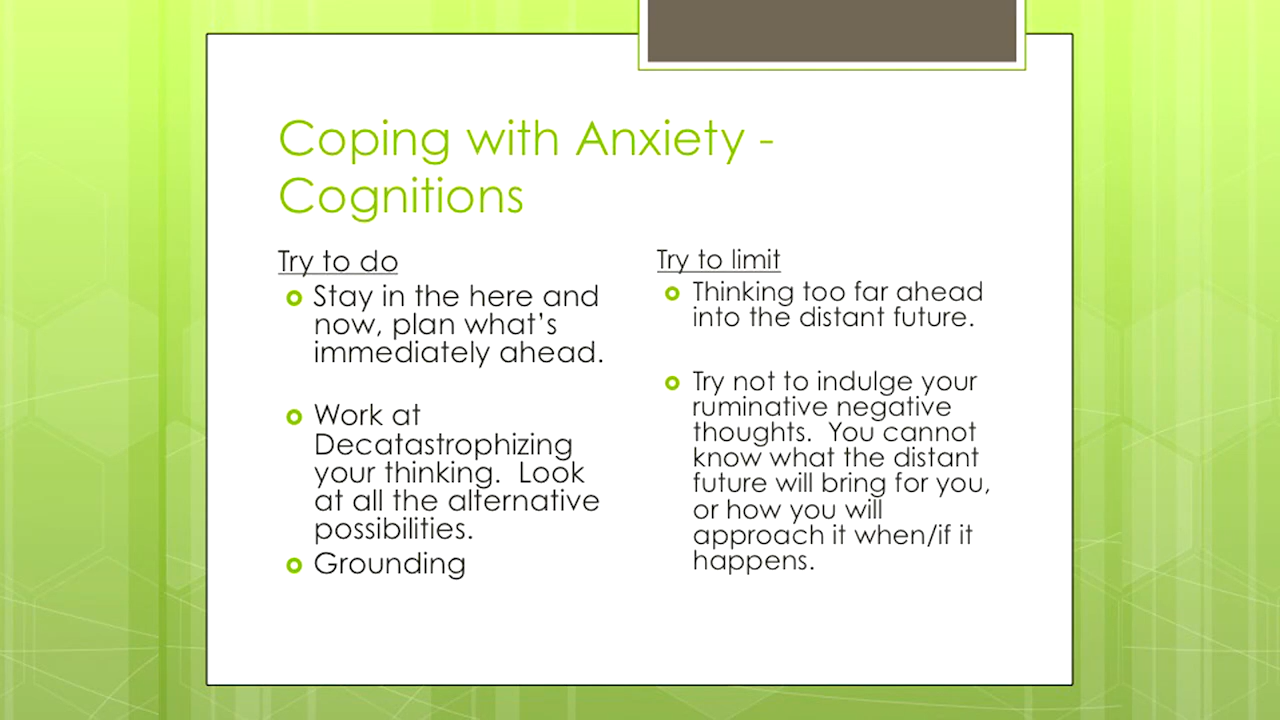 Coping with Anxiety -
Cognitions
Try to do
Stay in the here and
now, plan what's
immediately ahead.
Work at
Decatastrophizing
your thinking.  Look
at all the alternative
possibilities.
Grounding
Try to limit
Thinking too far ahead
into the distant future.
Try not to indulge your
ruminative negative
thoughts.  You cannot
know what the distant
future will bring for you,
or how you will
approach it when/if it
happens.